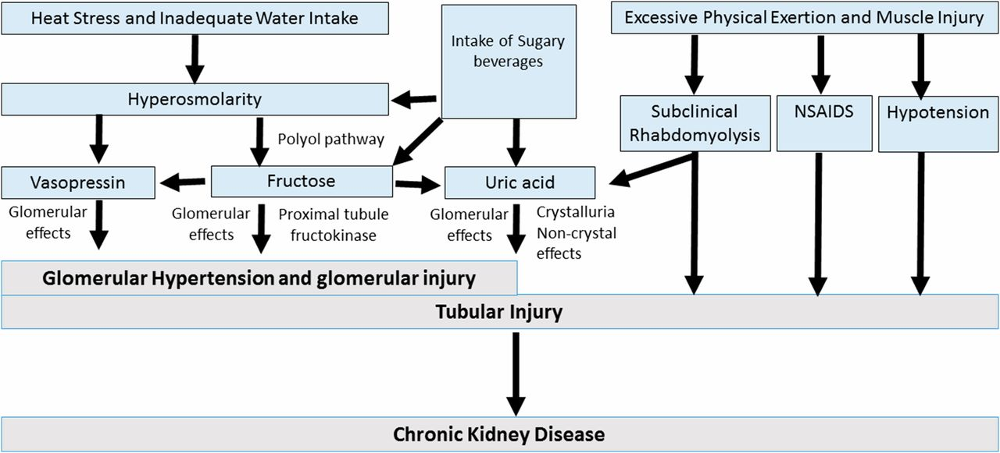 Heat Stress and Inadequate Water Intake
Intake of Sugary
beverages
Excessive Physical Exertion and Muscle Injury
Hyperosmolarity
Subclinical
Rhabdomyolysis
NSAIDS
Hypotension
Polyol pathway
Vasopressin
Fructose
Uric acid
Glomerular
effects
Glomerular
effects
Proximal tubule
fructokinase
Glomerular
effects
Crystalluria
Non-crystal
effects
Glomerular Hypertension and glomerular injury
Tubular Injury
Chronic Kidney Disease